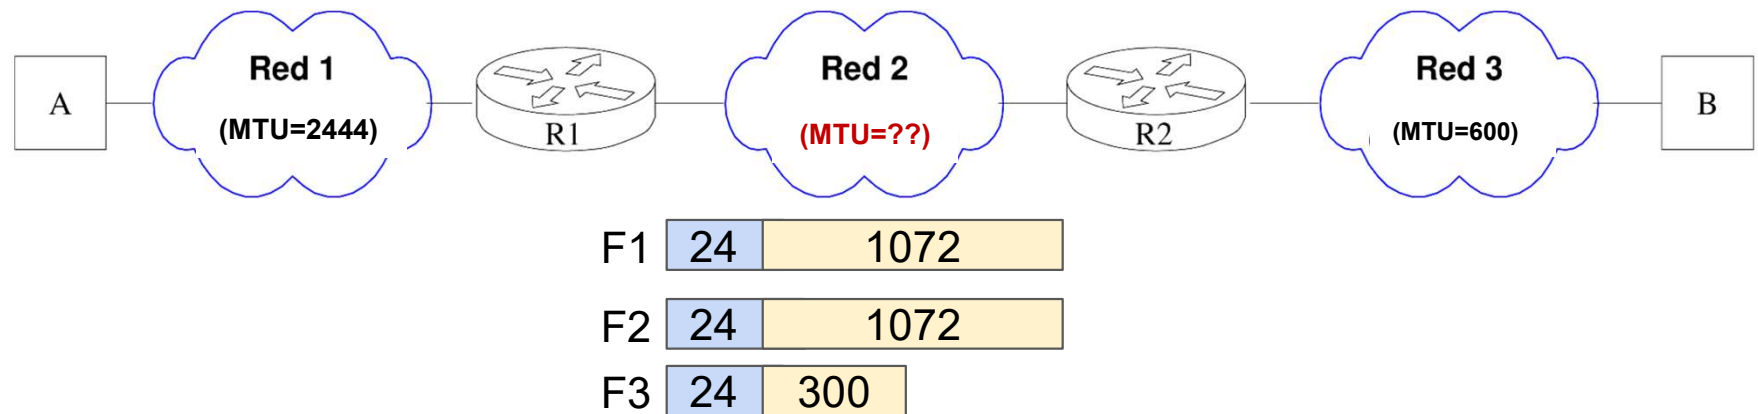 A
Red 1
(MTU=2444)
R1
Red 2
(MTU=??)
R2
Red 3
(MTU=600)
B
F1 24 1072
F2 24 1072
F3 24 300